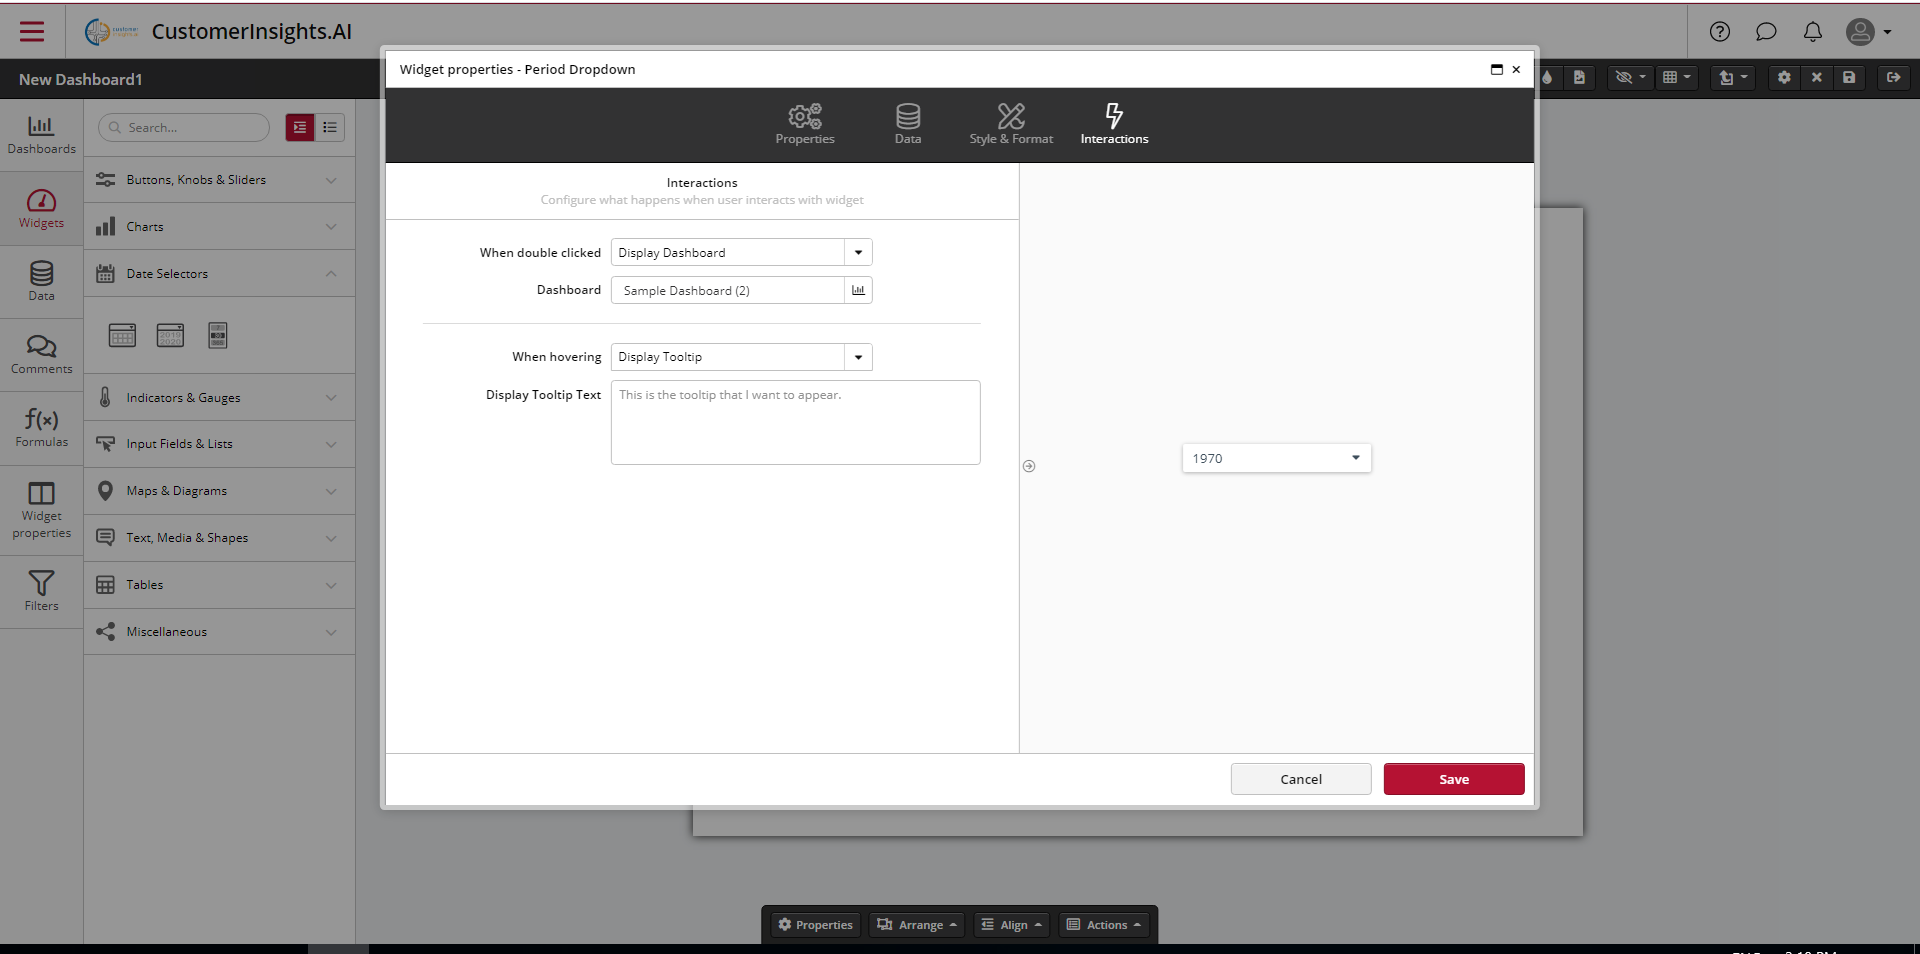 CustomerInsights.AI
New Dashboard1
Widget properties - Period Dropdown
Properties
Data
Style & Format
Interactions
Dashboards
Widgets
Data
Comments
f(x)
Formulas
Widget
properties
Filters
Search...
Buttons, Knobs & Sliders
Charts
Date Selectors
Indicators & Gauges
Input Fields & Lists
Maps & Diagrams
Text, Media & Shapes
Tables
Miscellaneous
Interactions
Configure what happens when user interacts with widget
When double clicked Display Dashboard
Dashboard Sample Dashboard (2)
When hovering Display Tooltip
Display Tooltip Text This is the tooltip that I want to appear.
1970
Cancel Save
Properties Arrange Align Actions